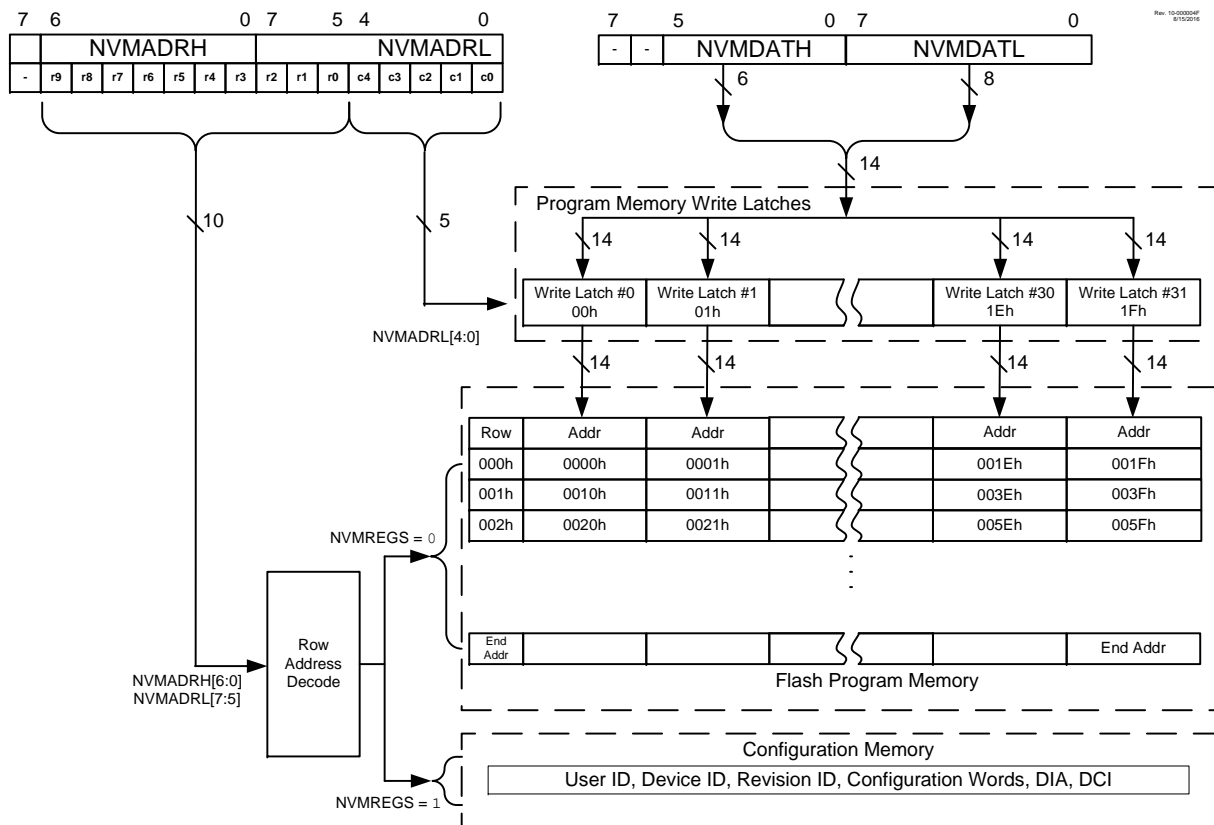 Rev. 10-000004F
8/15/2016
7 6 0 7 5 4 0
NVMADRH NVMADRL
- r9 r8 r7 r6 r5 r4 r3 r2 r1 r0 c4 c3 c2 c1 c0
7 5 0 7 0
- - NVMDATH NVMDATL
6 8
14
10 5
Program Memory Write Latches
14 14 14 14
Write Latch #0 Write Latch #1 Write Latch #30 Write Latch #31
00h 01h 1Eh 1Fh
NVMADRL[4:0]
14 14 14 14
Row Addr Addr Addr Addr
000h 0000h 0001h 001Eh 001Fh
001h 0010h 0011h 003Eh 003Fh
002h 0020h 0021h 005Eh 005Fh
NVMREGS = 0
End
Addr
End Addr
Flash Program Memory
Row
Address
Decode
NVMADRH[6:0]
NVMADRL[7:5]
Configuration Memory
User ID, Device ID, Revision ID, Configuration Words, DIA, DCI
NVMREGS = 1